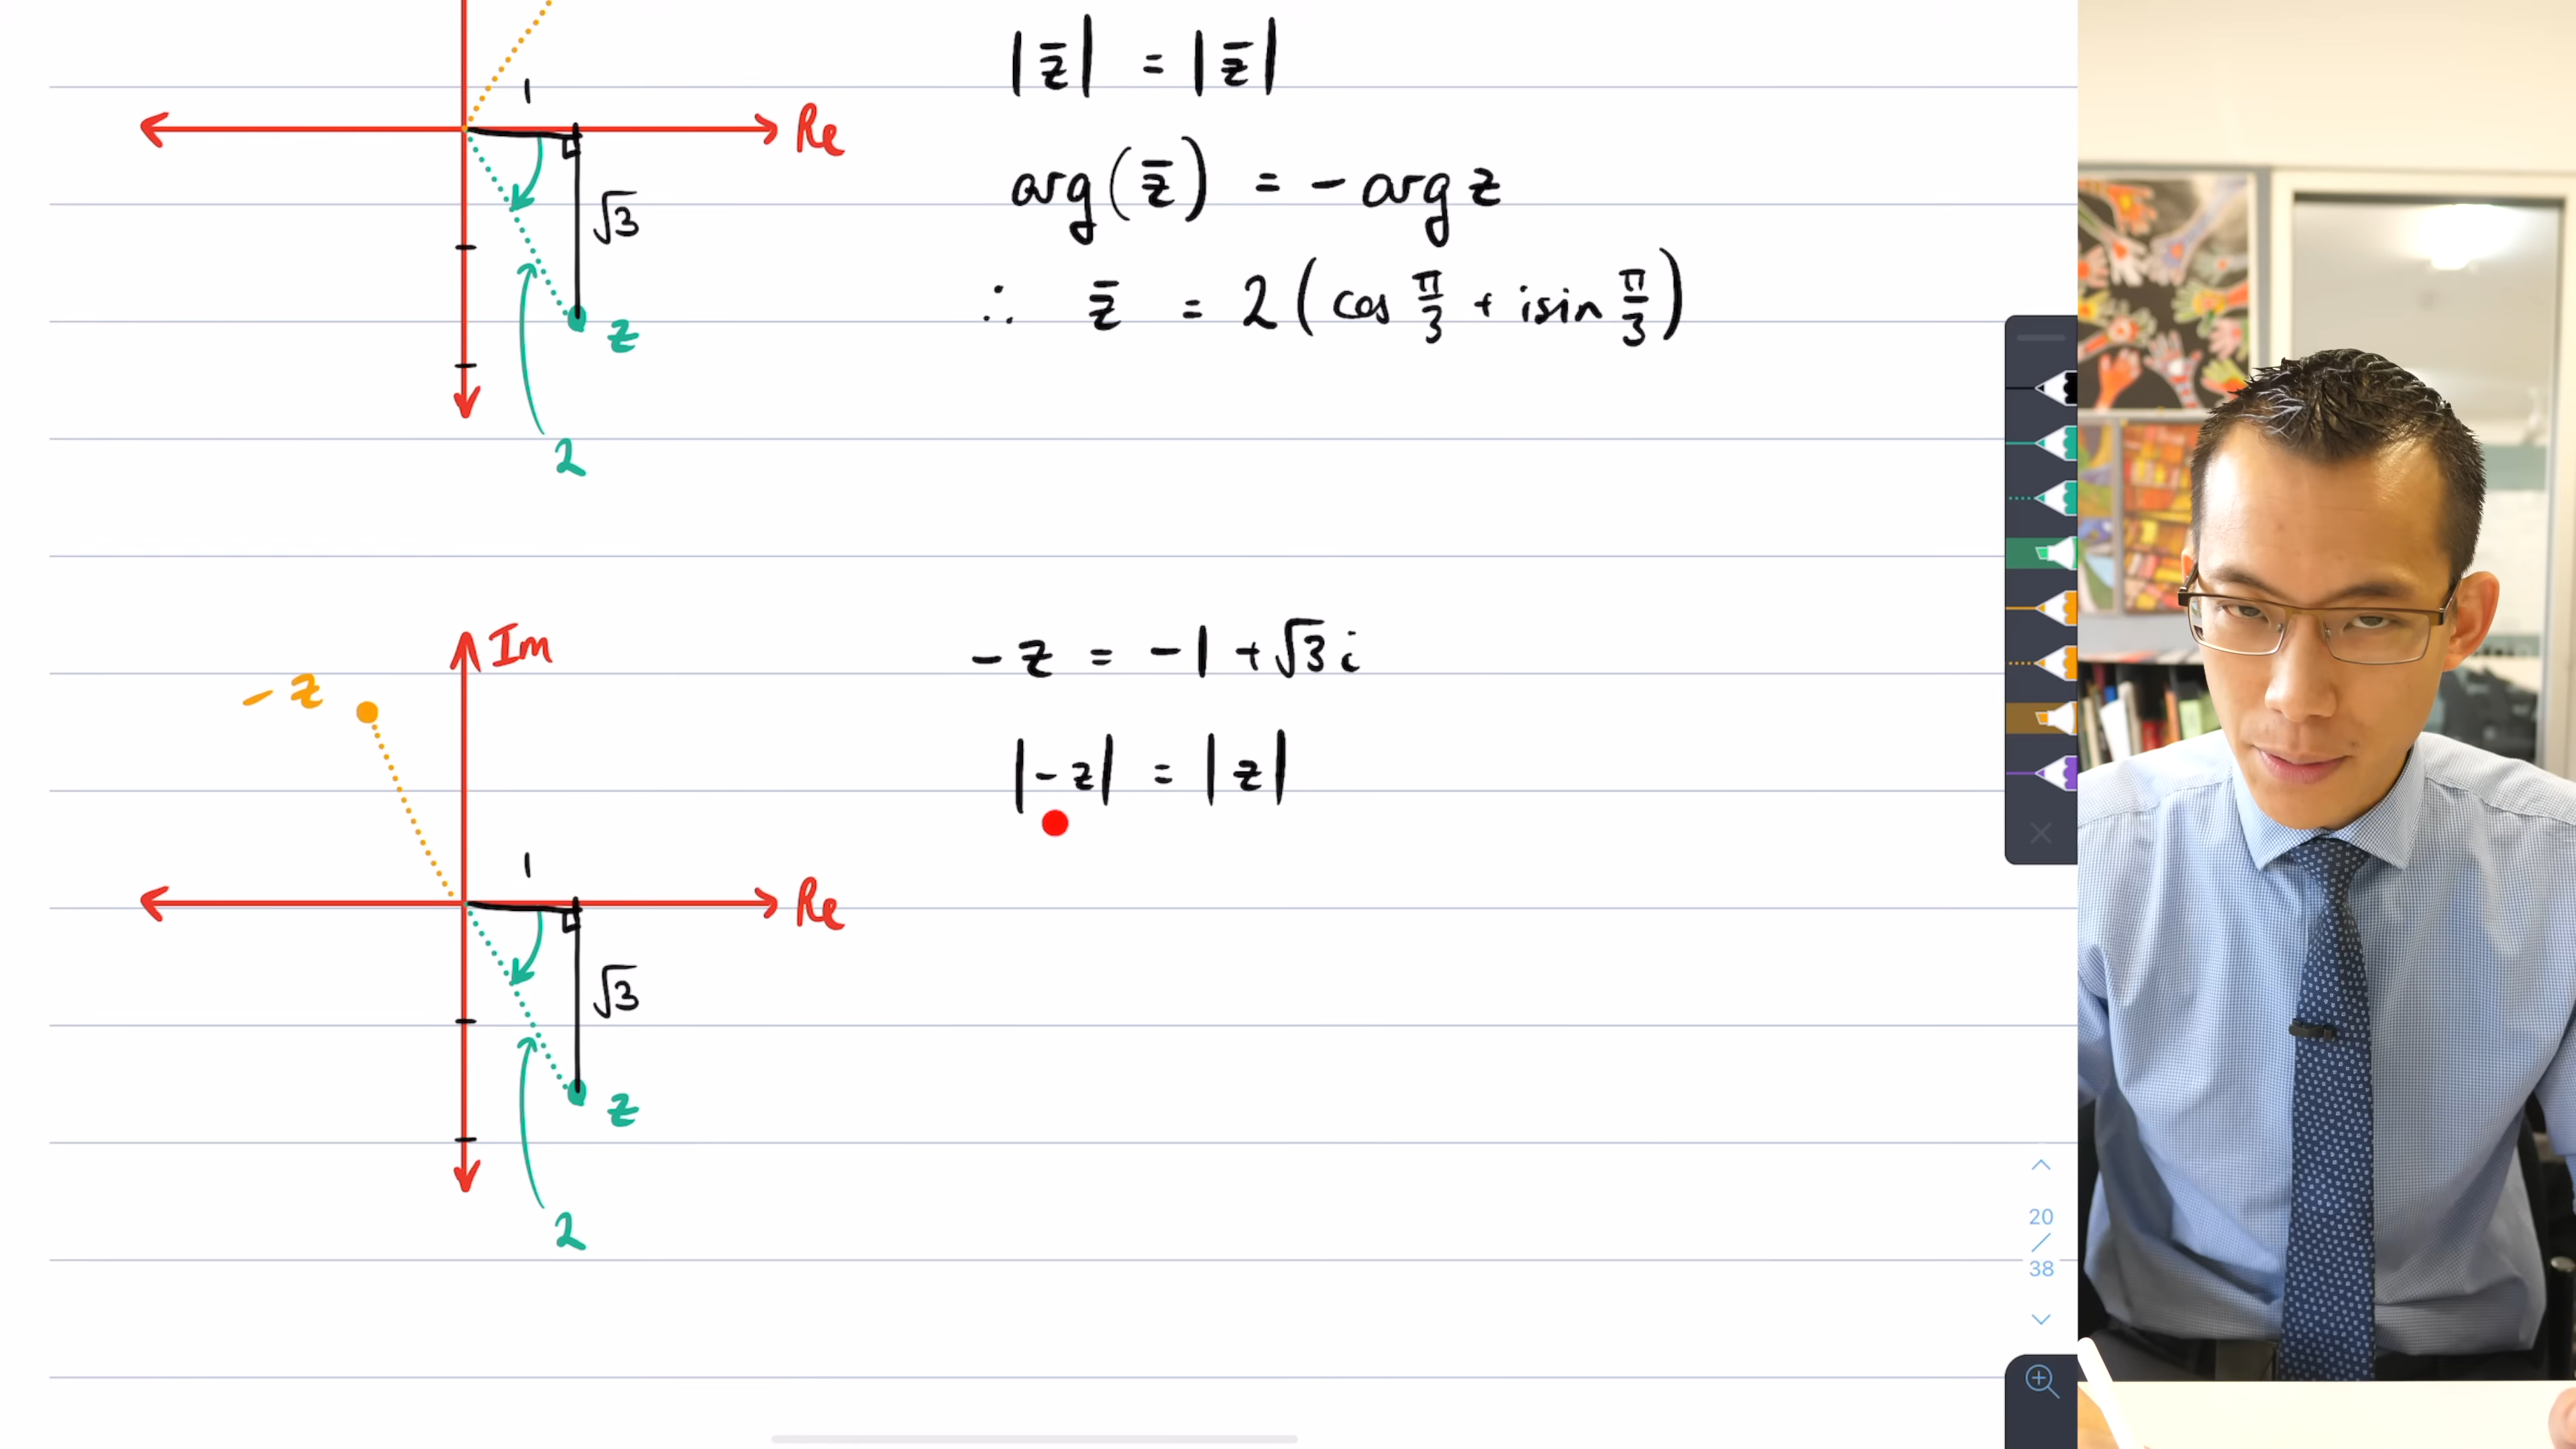 |z̄| = |z̄|
1
Re
arg(z̄) = - arg z
√3
∴ z̄ = 2(cos π/3 + isin π/3)
z
2
Im
- z = -1 + √3 i
- z
|-z| = |z|
1
Re
√3
z
2
20
/
38